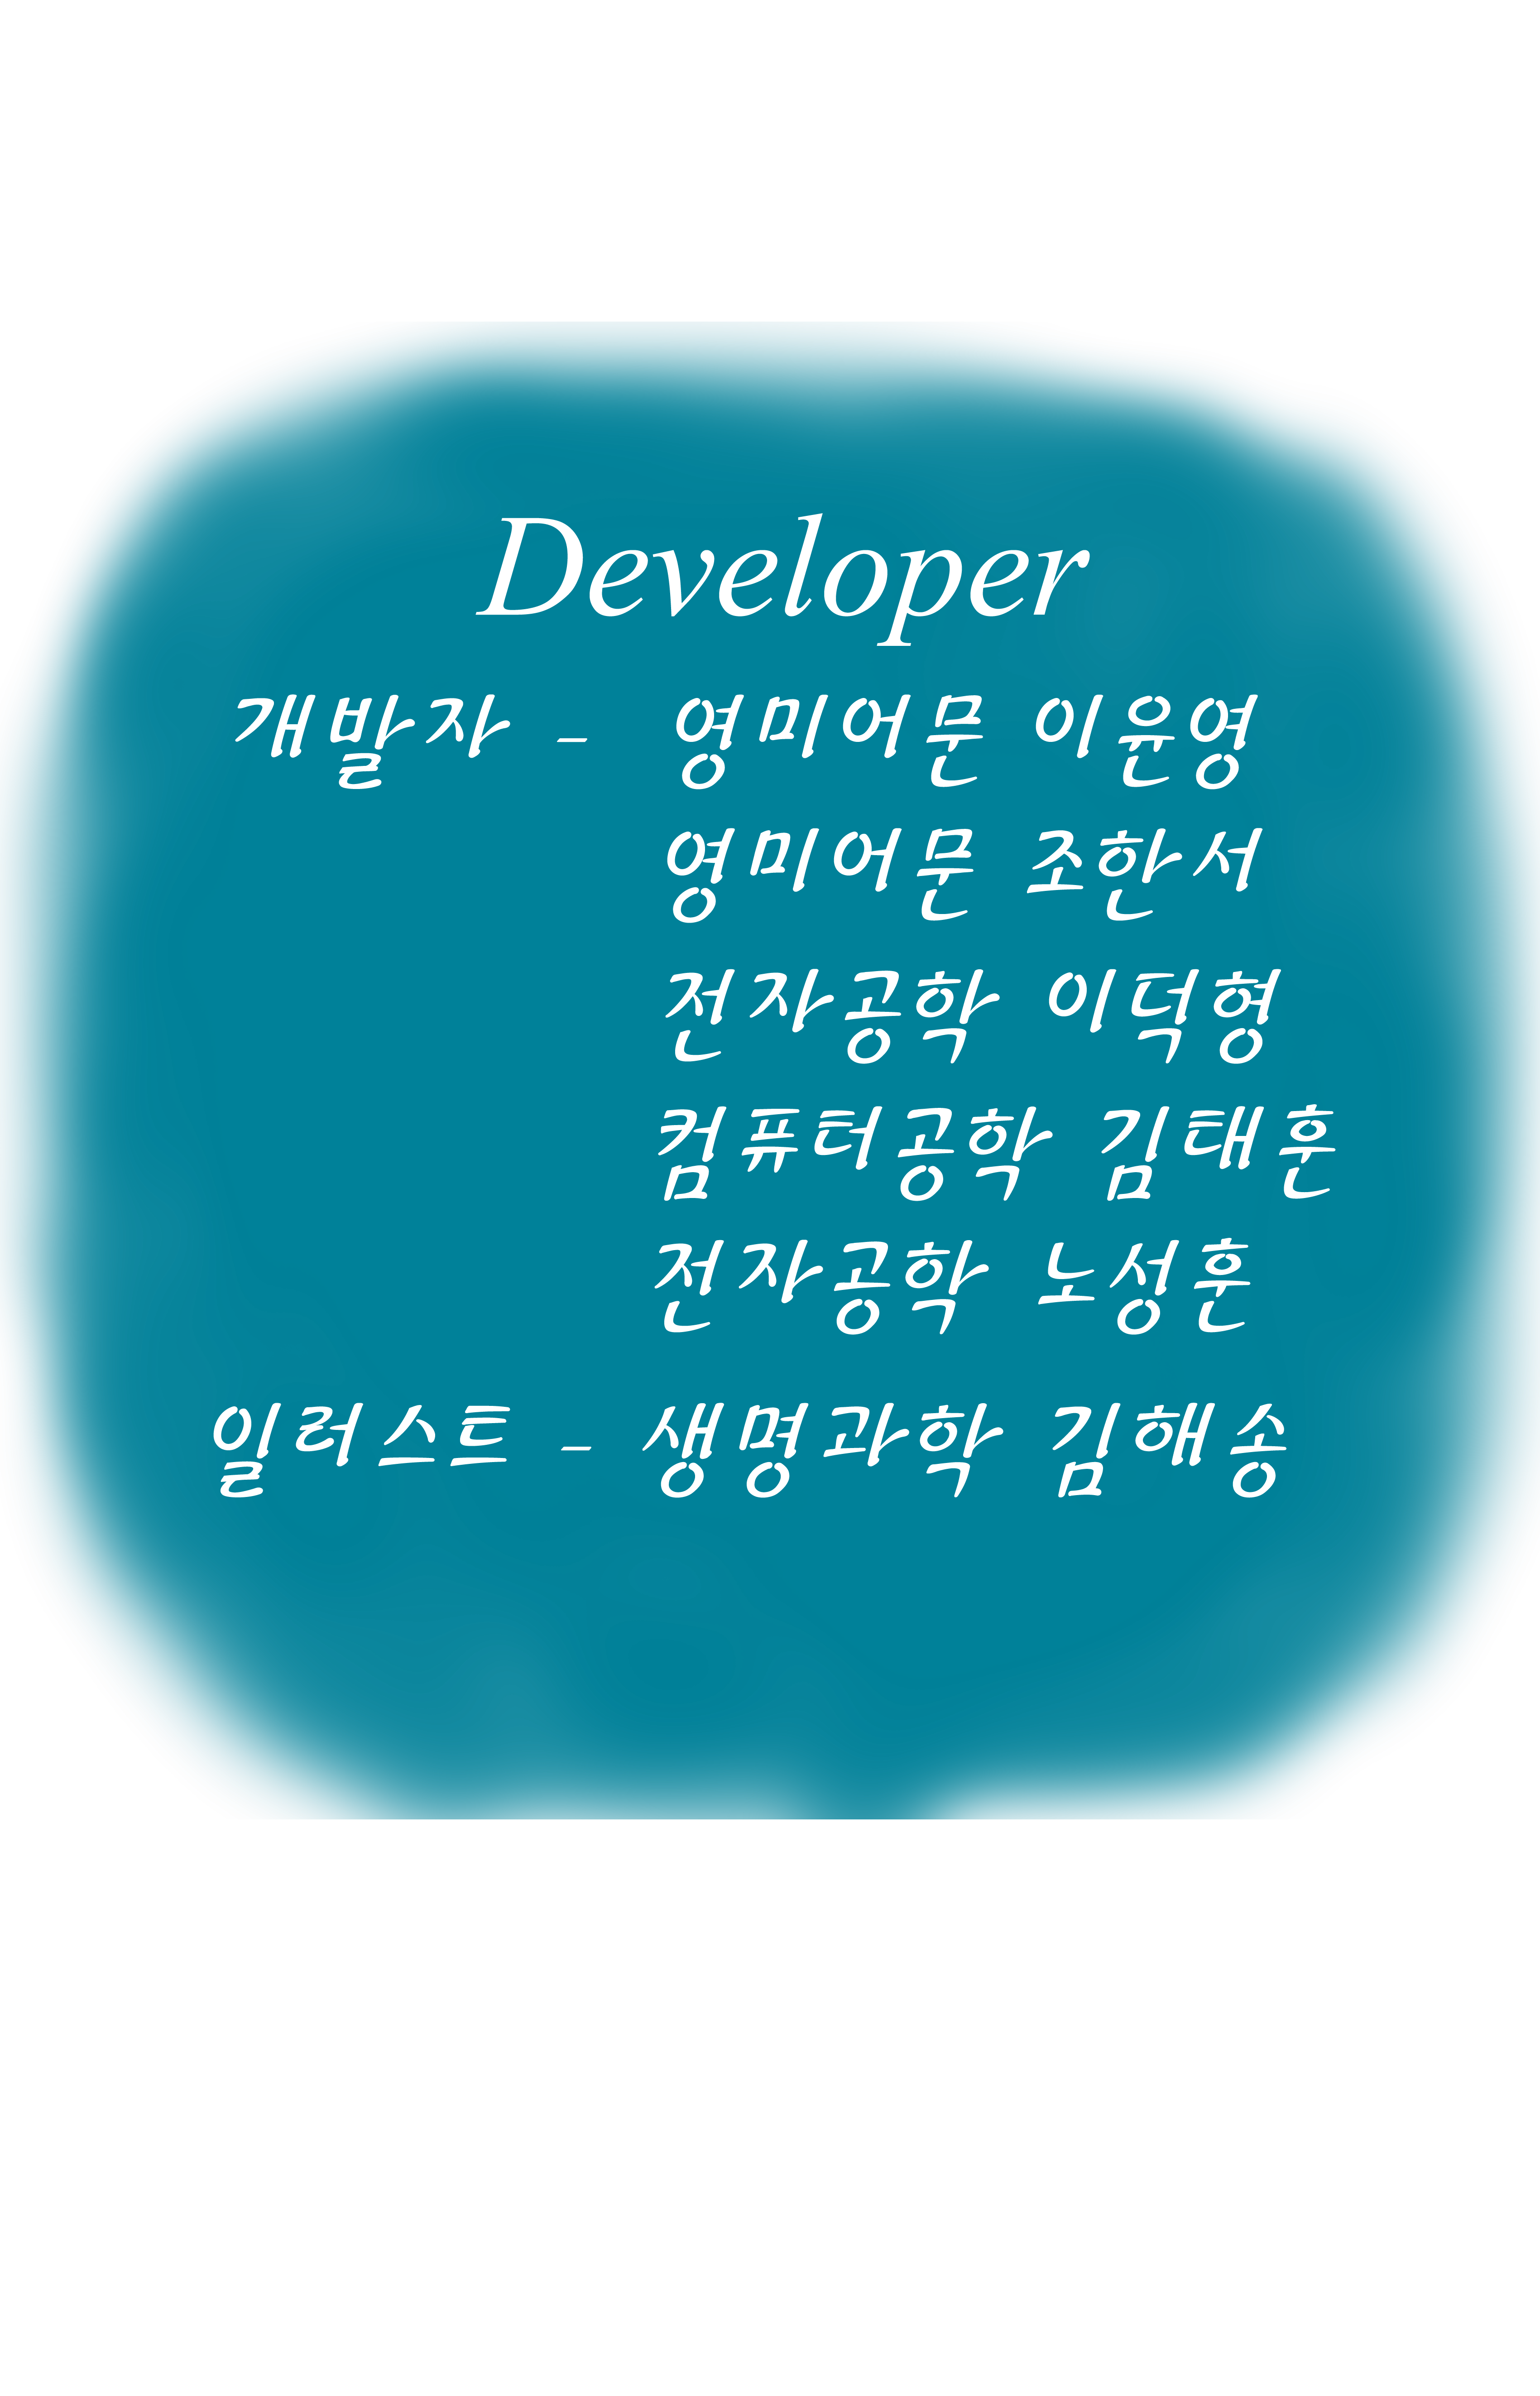 Developer
개발자 - 영미어문 이윤영
영미어문 조한서
전자공학 이덕형
컴퓨터공학 김태훈
전자공학 노성훈
일러스트 - 생명과학 김혜송